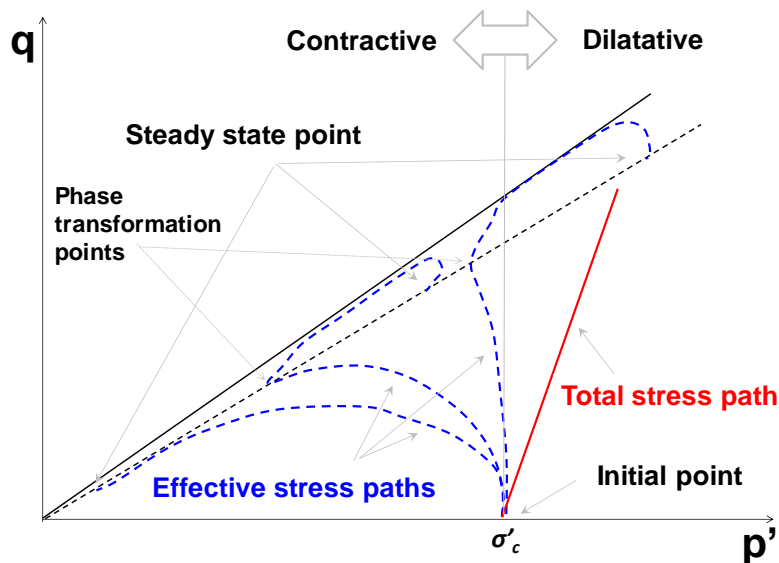 q
Contractive
Dilatative
Steady state point
Phase
transformation
points
Total stress path
Effective stress paths
Initial point
σ'c
p’